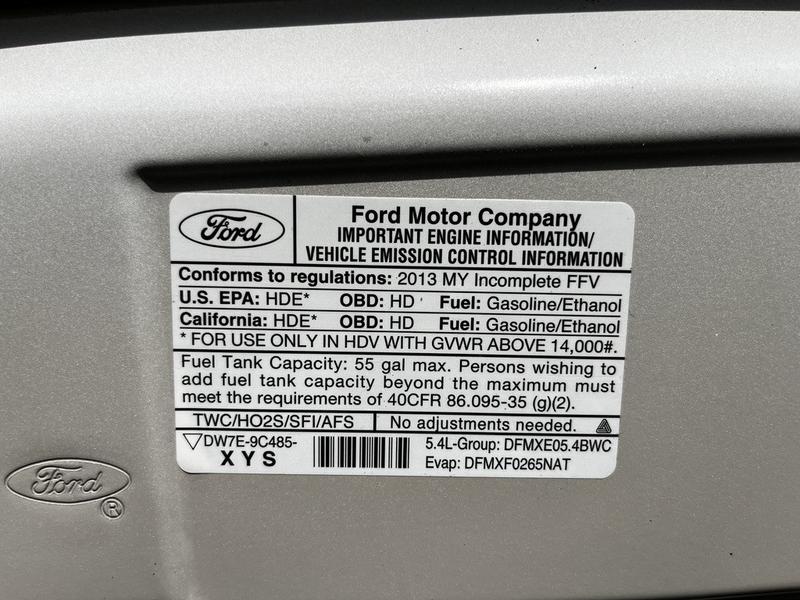 Ford
Ford Motor Company
IMPORTANT ENGINE INFORMATION/
VEHICLE EMISSION CONTROL INFORMATION
Conforms to regulations: 2013 MY Incomplete FFV
U.S. EPA: HDE* OBD: HD Fuel: Gasoline/Ethanol
California: HDE* OBD: HD Fuel: Gasoline/Ethanol
* FOR USE ONLY IN HDV WITH GVWR ABOVE 14,000#.
Fuel Tank Capacity: 55 gal max. Persons wishing to
add fuel tank capacity beyond the maximum must
meet the requirements of 40CFR 86.095-35 (g)(2).
TWC/HO2S/SFI/AFS No adjustments needed.
DW7E-9C485-
X Y S
5.4L-Group: DFMXE05.4BWC
Evap: DFMXF0265NAT
Ford
®